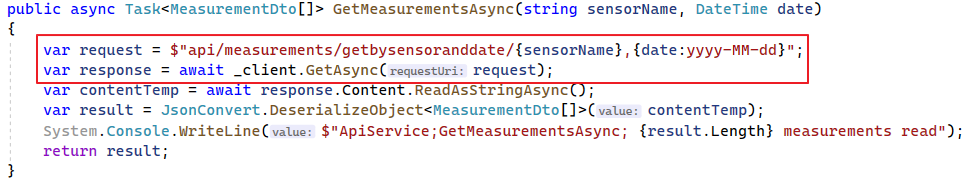 public async Task<MeasurementDto[]> GetMeasurementsAsync(string sensorName, DateTime date)
{
var request = $"api/measurements/getbysensoranddate/{sensorName},{date:yyyy-MM-dd}";
var response = await _client.GetAsync(requestUri: request);
var contentTemp = await response.Content.ReadAsStringAsync();
var result = JsonConvert.DeserializeObject<MeasurementDto[]>(value: contentTemp);
System.Console.WriteLine(value: $"ApiService;GetMeasurementsAsync; {result.Length} measurements read");
return result;
}